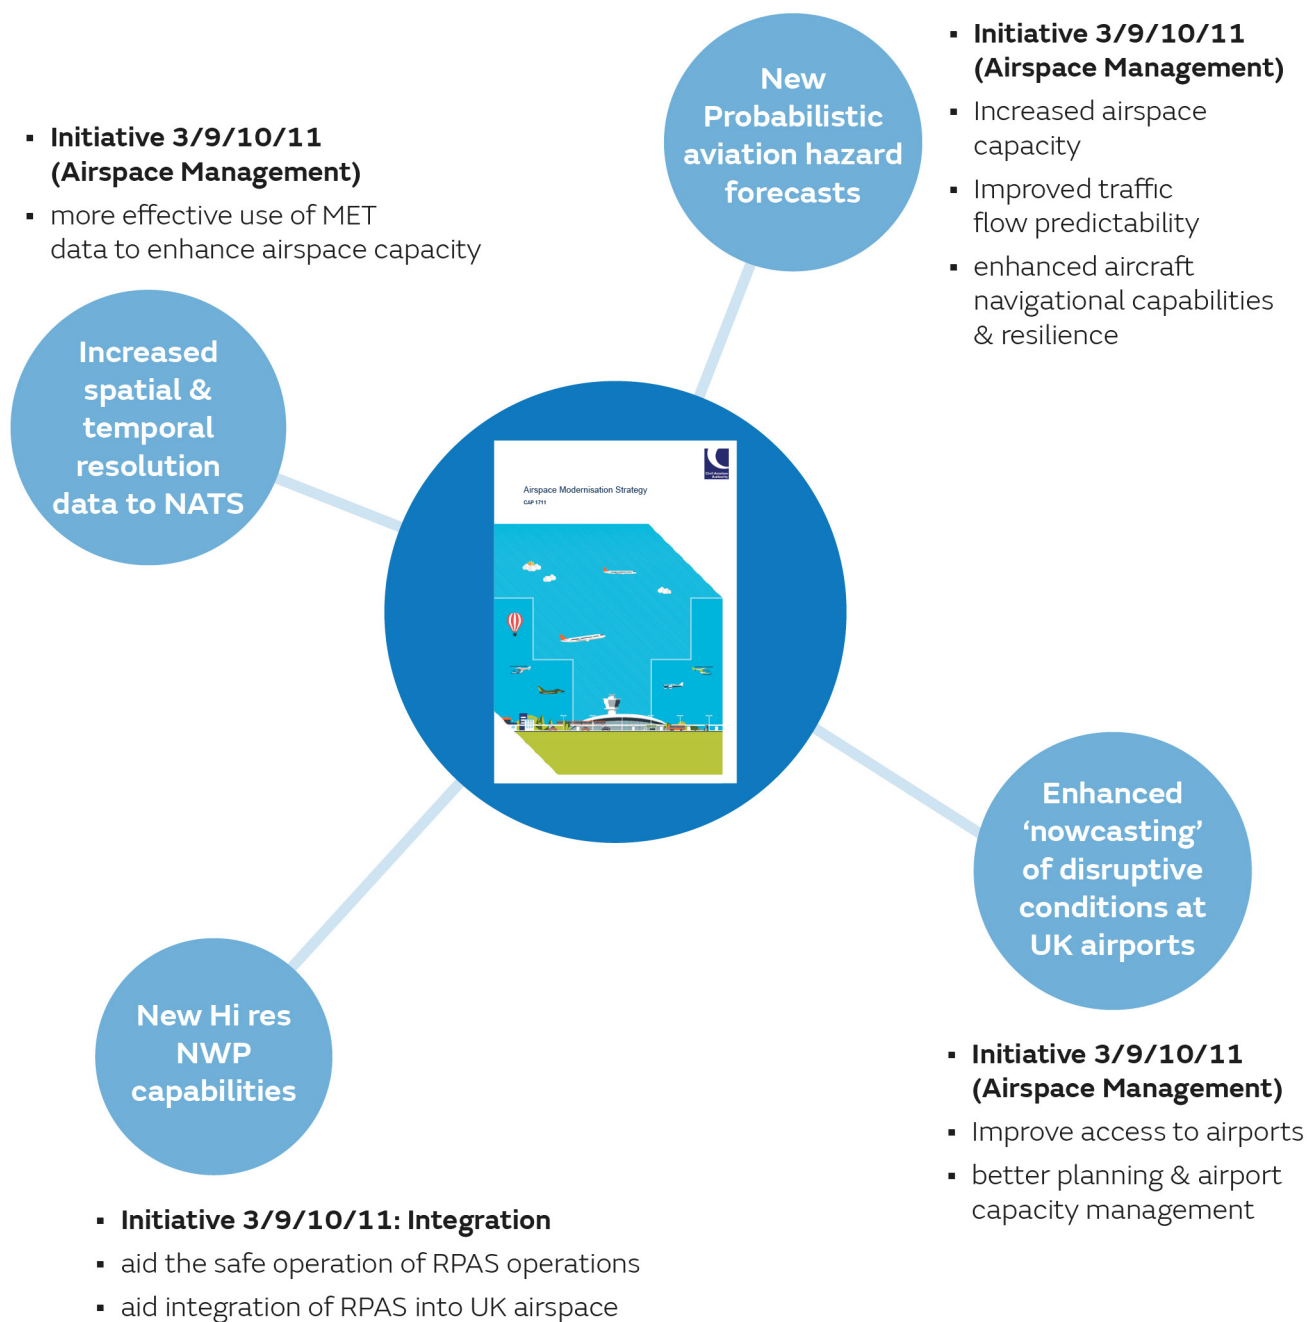 New
Probabilistic
aviation hazard
forecasts
▪ Initiative 3/9/10/11
(Airspace Management)
▪ Increased airspace
capacity
▪ Improved traffic
flow predictability
▪ enhanced aircraft
navigational capabilities
& resilience
▪ Initiative 3/9/10/11
(Airspace Management)
▪ more effective use of MET
data to enhance airspace capacity
Increased
spatial &
temporal
resolution
data to NATS
Civil Aviation
Authority
Airspace Modernisation Strategy
CAP 1711
Enhanced
‘nowcasting’
of disruptive
conditions at
UK airports
▪ Initiative 3/9/10/11
(Airspace Management)
▪ Improve access to airports
▪ better planning & airport
capacity management
New Hi res
NWP
capabilities
▪ Initiative 3/9/10/11: Integration
▪ aid the safe operation of RPAS operations
▪ aid integration of RPAS into UK airspace